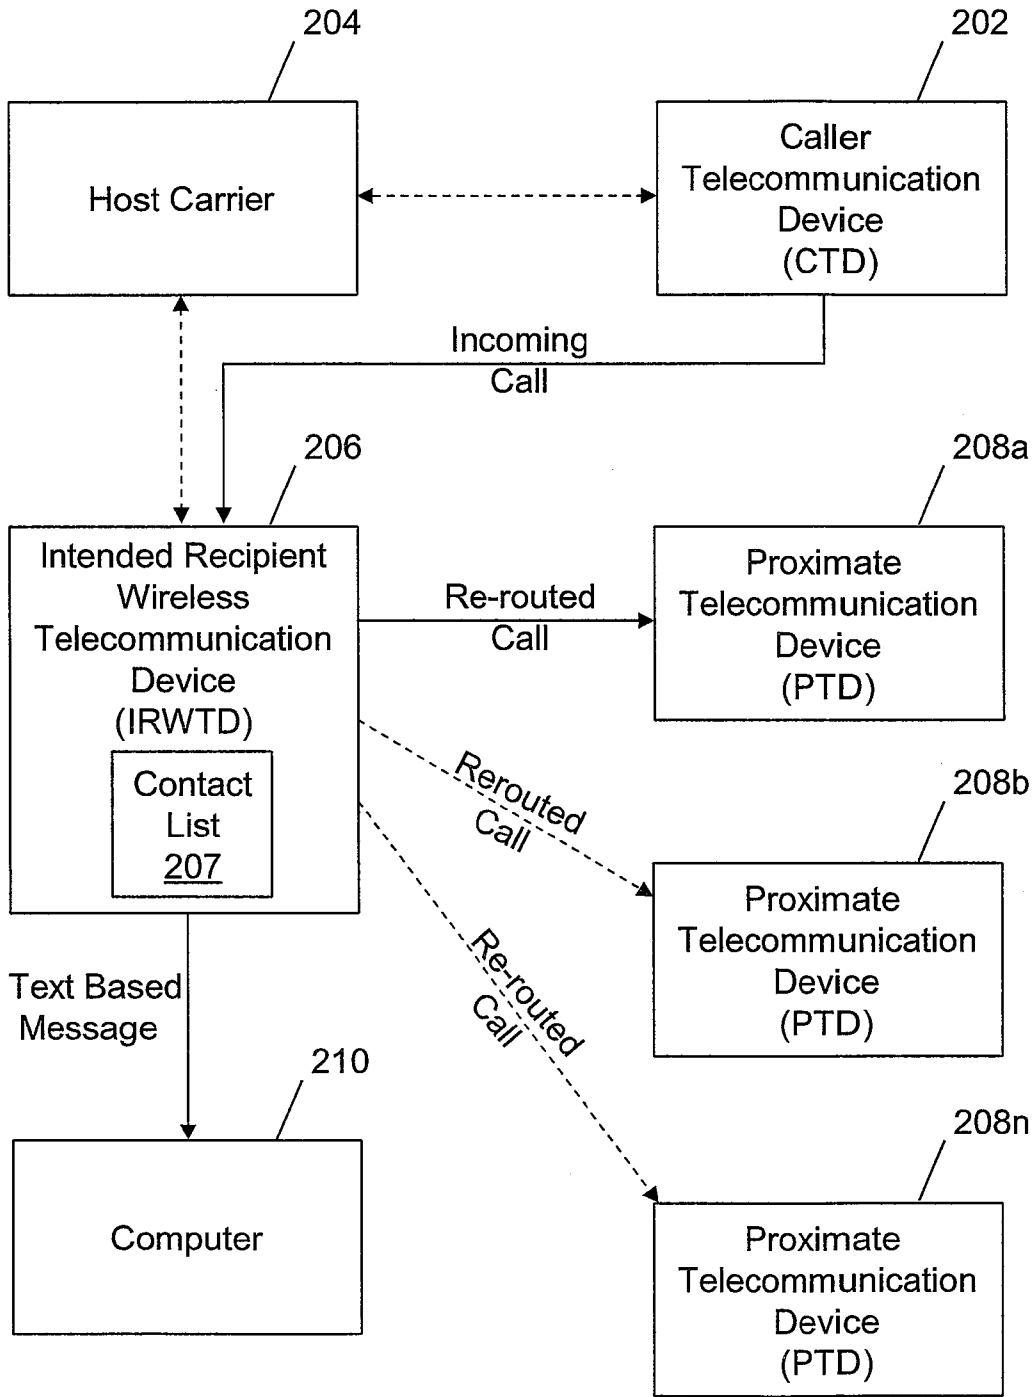 204
202
Host Carrier
Caller
Telecommunication
Device
(CTD)
Incoming
Call
206
208a
Intended Recipient
Wireless
Telecommunication
Device
(IRWTD)
Contact
List
207
Re-routed
Call
Proximate
Telecommunication
Device
(PTD)
Rerouted
Call
208b
Proximate
Telecommunication
Device
(PTD)
Re-routed
Call
Text Based
Message
210
Computer
208n
Proximate
Telecommunication
Device
(PTD)